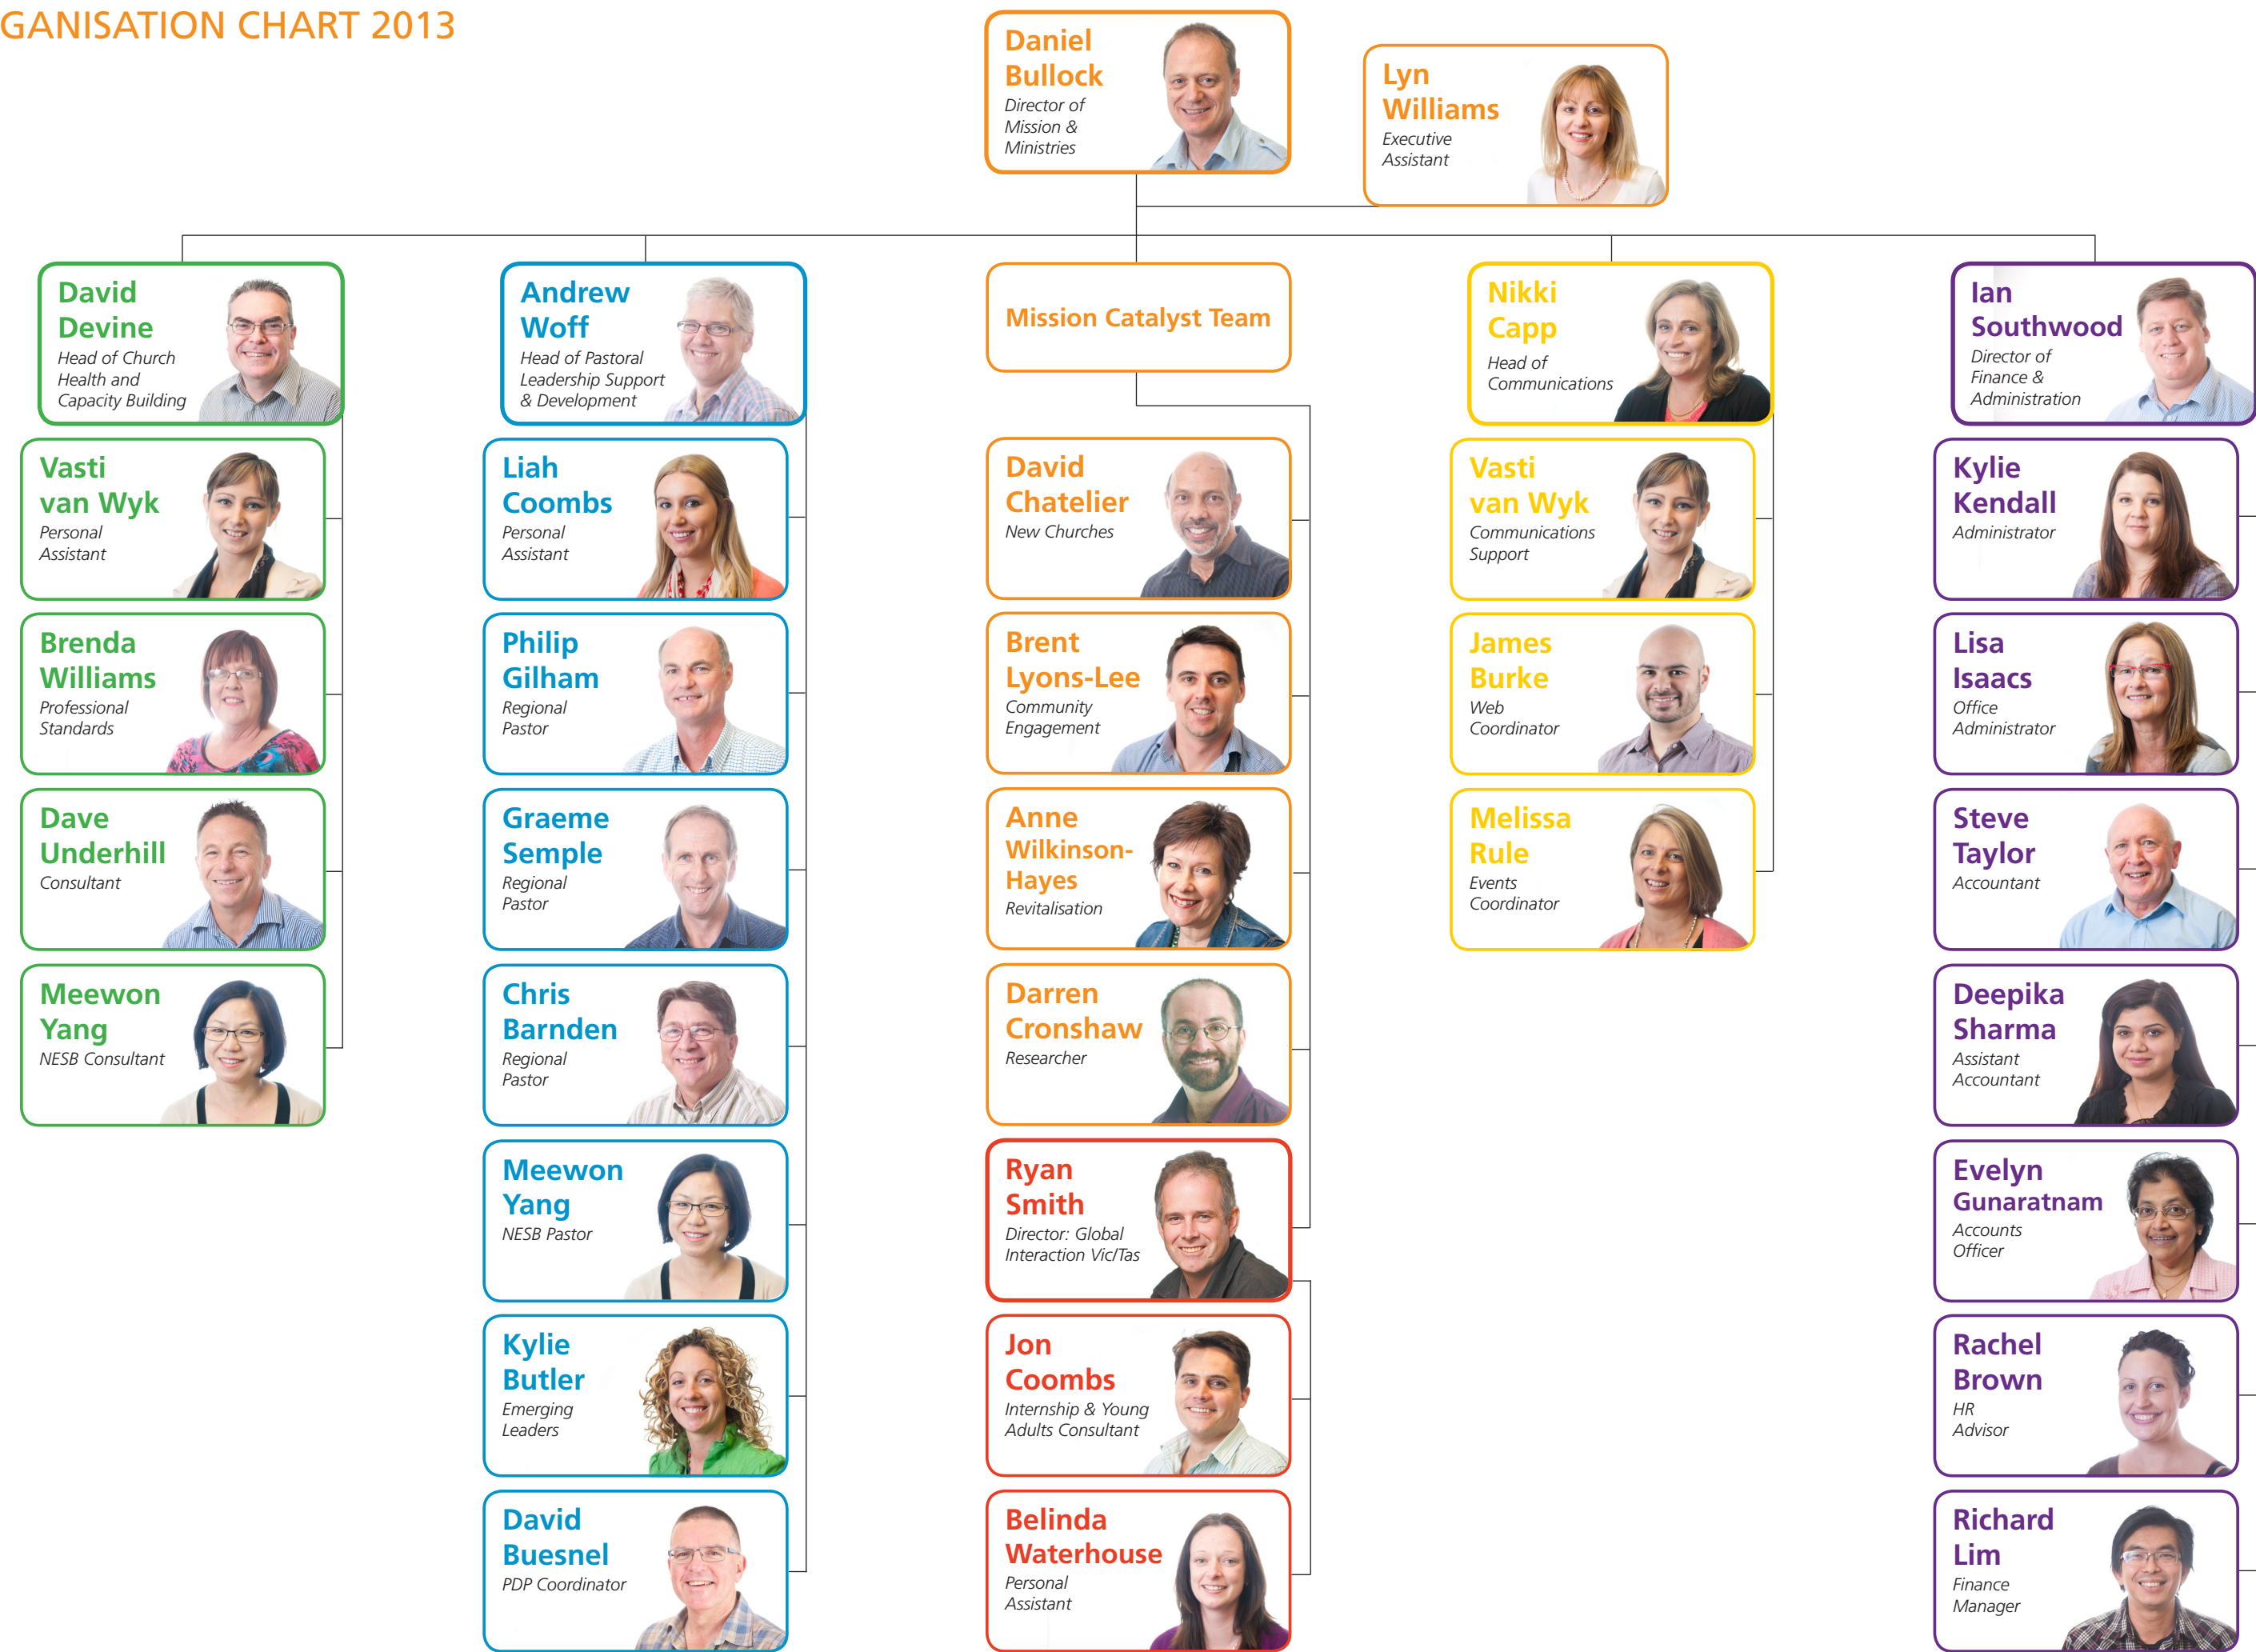 GANISATION CHART 2013
Daniel
Bullock
Director of
Mission &
Ministries
Lyn
Williams
Executive
Assistant
David
Devine
Head of Church
Health and
Capacity Building
Vasti
van Wyk
Personal
Assistant
Brenda
Williams
Professional
Standards
Dave
Underhill
Consultant
Meewon
Yang
NESB Consultant
Andrew
Woff
Head of Pastoral
Leadership Support
& Development
Liah
Coombs
Personal
Assistant
Philip
Gilham
Regional
Pastor
Graeme
Semple
Regional
Pastor
Chris
Barnden
Regional
Pastor
Meewon
Yang
NESB Pastor
Kylie
Butler
Emerging
Leaders
David
Buesnel
PDP Coordinator
Mission Catalyst Team
David
Chatelier
New Churches
Brent
Lyons-Lee
Community
Engagement
Anne
Wilkinson-
Hayes
Revitalisation
Darren
Cronshaw
Researcher
Ryan
Smith
Director: Global
Interaction Vic/Tas
Jon
Coombs
Internship & Young
Adults Consultant
Belinda
Waterhouse
Personal
Assistant
Nikki
Capp
Head of
Communications
Vasti
van Wyk
Communications
Support
James
Burke
Web
Coordinator
Melissa
Rule
Events
Coordinator
Ian
Southwood
Director of
Finance &
Administration
Kylie
Kendall
Administrator
Lisa
Isaacs
Office
Administrator
Steve
Taylor
Accountant
Deepika
Sharma
Assistant
Accountant
Evelyn
Gunaratnam
Accounts
Officer
Rachel
Brown
HR
Advisor
Richard
Lim
Finance
Manager